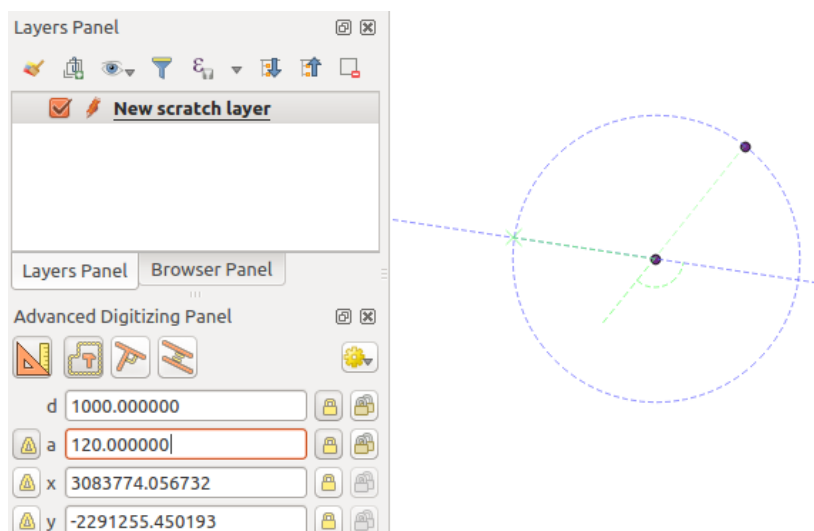 Layers Panel
New scratch layer
Layers Panel Browser Panel
Advanced Digitizing Panel
d 1000.000000
a 120.000000
x 3083774.056732
y -2291255.450193